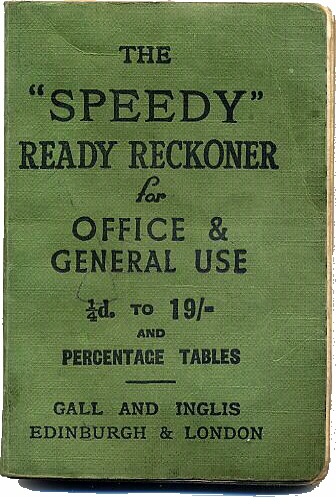 THE
“SPEEDY”
READY RECKONER
for
OFFICE &
GENERAL USE
¼d. TO 19/-
AND
PERCENTAGE TABLES
GALL AND INGLIS
EDINBURGH & LONDON